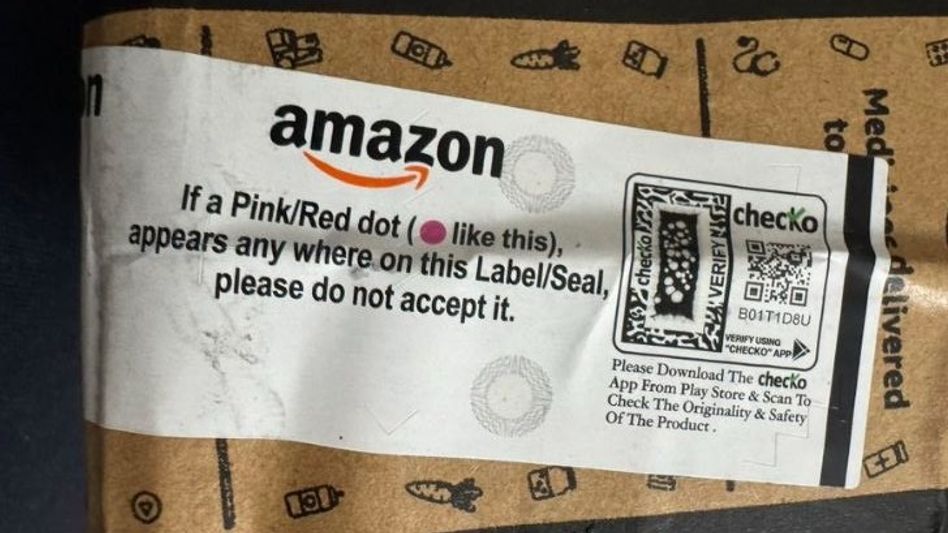 amazon
If a Pink/Red dot ( like this),
appears any where on this Label/Seal,
please do not accept it.
checko
VERIFY
checko
B01T1D8U
VERIFY USING
"CHECKO" APP
Please Download The checko
App From Play Store & Scan To
Check The Originality & Safety
Of The Product .
delivered
to